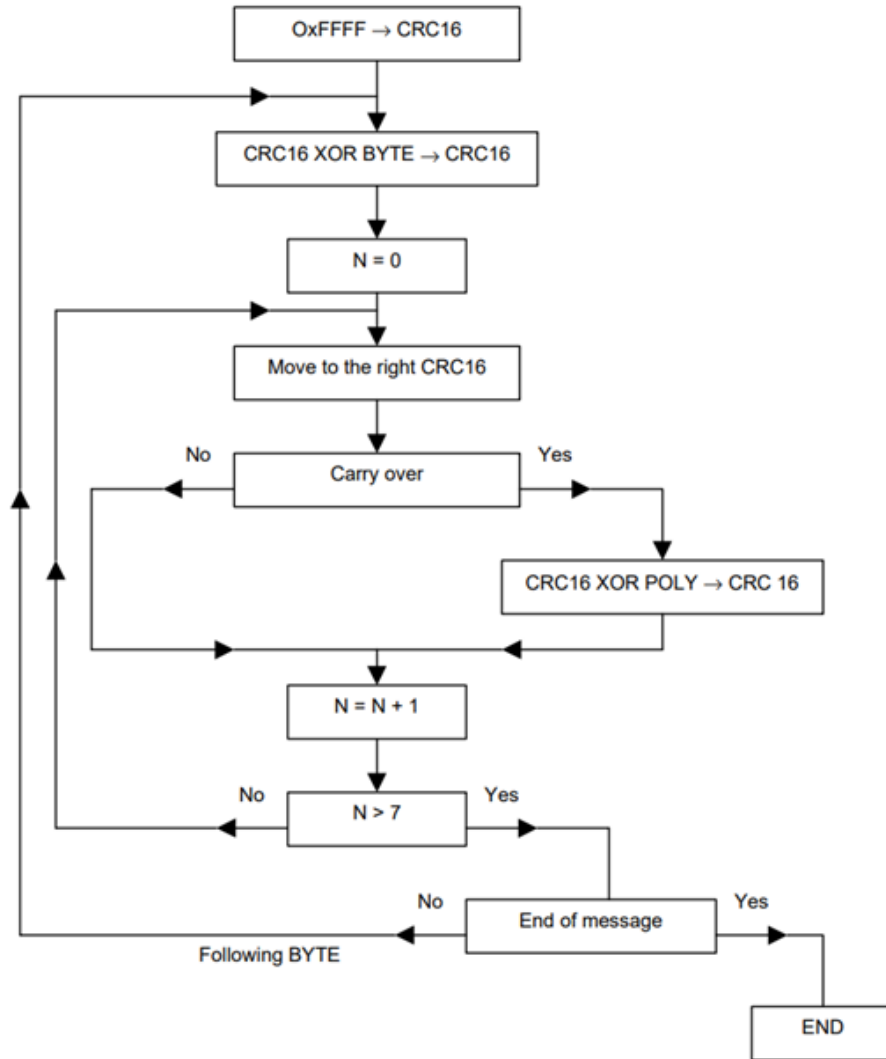 OxFFFF → CRC16
CRC16 XOR BYTE → CRC16
N = 0
Move to the right CRC16
No
Carry over
Yes
CRC16 XOR POLY → CRC 16
N = N + 1
No
N > 7
Yes
No
End of message
Yes
Following BYTE
END